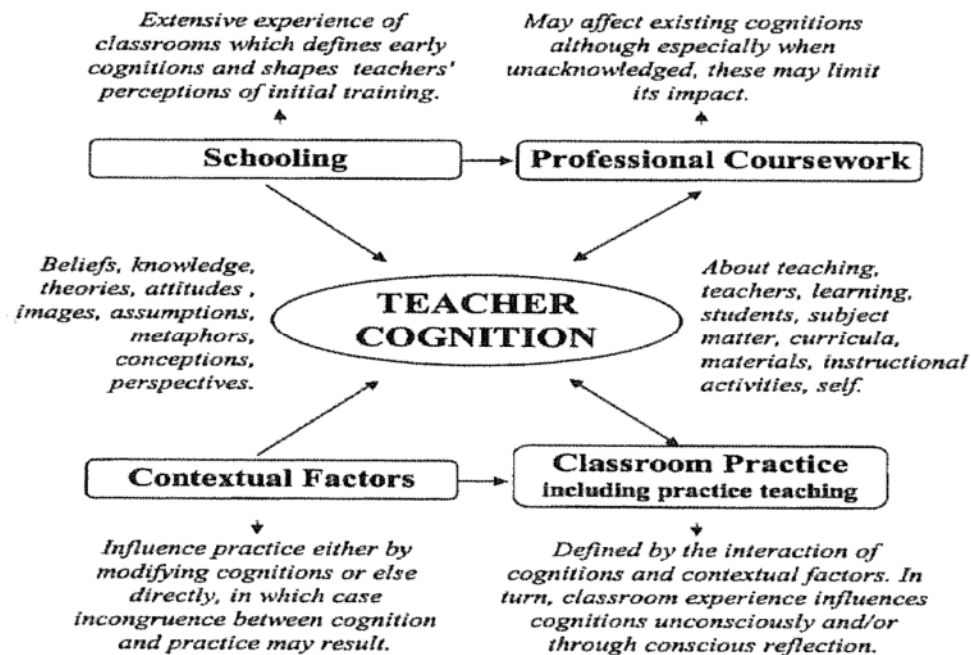 Extensive experience of
classrooms which defines early
cognitions and shapes teachers'
perceptions of initial training.
May affect existing cognitions
although especially when
unacknowledged, these may limit
its impact.
Schooling
Professional Coursework
Beliefs, knowledge,
theories, attitudes ,
images, assumptions,
metaphors,
conceptions,
perspectives.
TEACHER
COGNITION
About teaching,
teachers, learning,
students, subject
matter, curricula,
materials, instructional
activities, self.
Contextual Factors
Classroom Practice
including practice teaching
Influence practice either by
modifying cognitions or else
directly, in which case
incongruence between cognition
and practice may result.
Defined by the interaction of
cognitions and contextual factors. In
turn, classroom experience influences
cognitions unconsciously and/or
through conscious reflection.